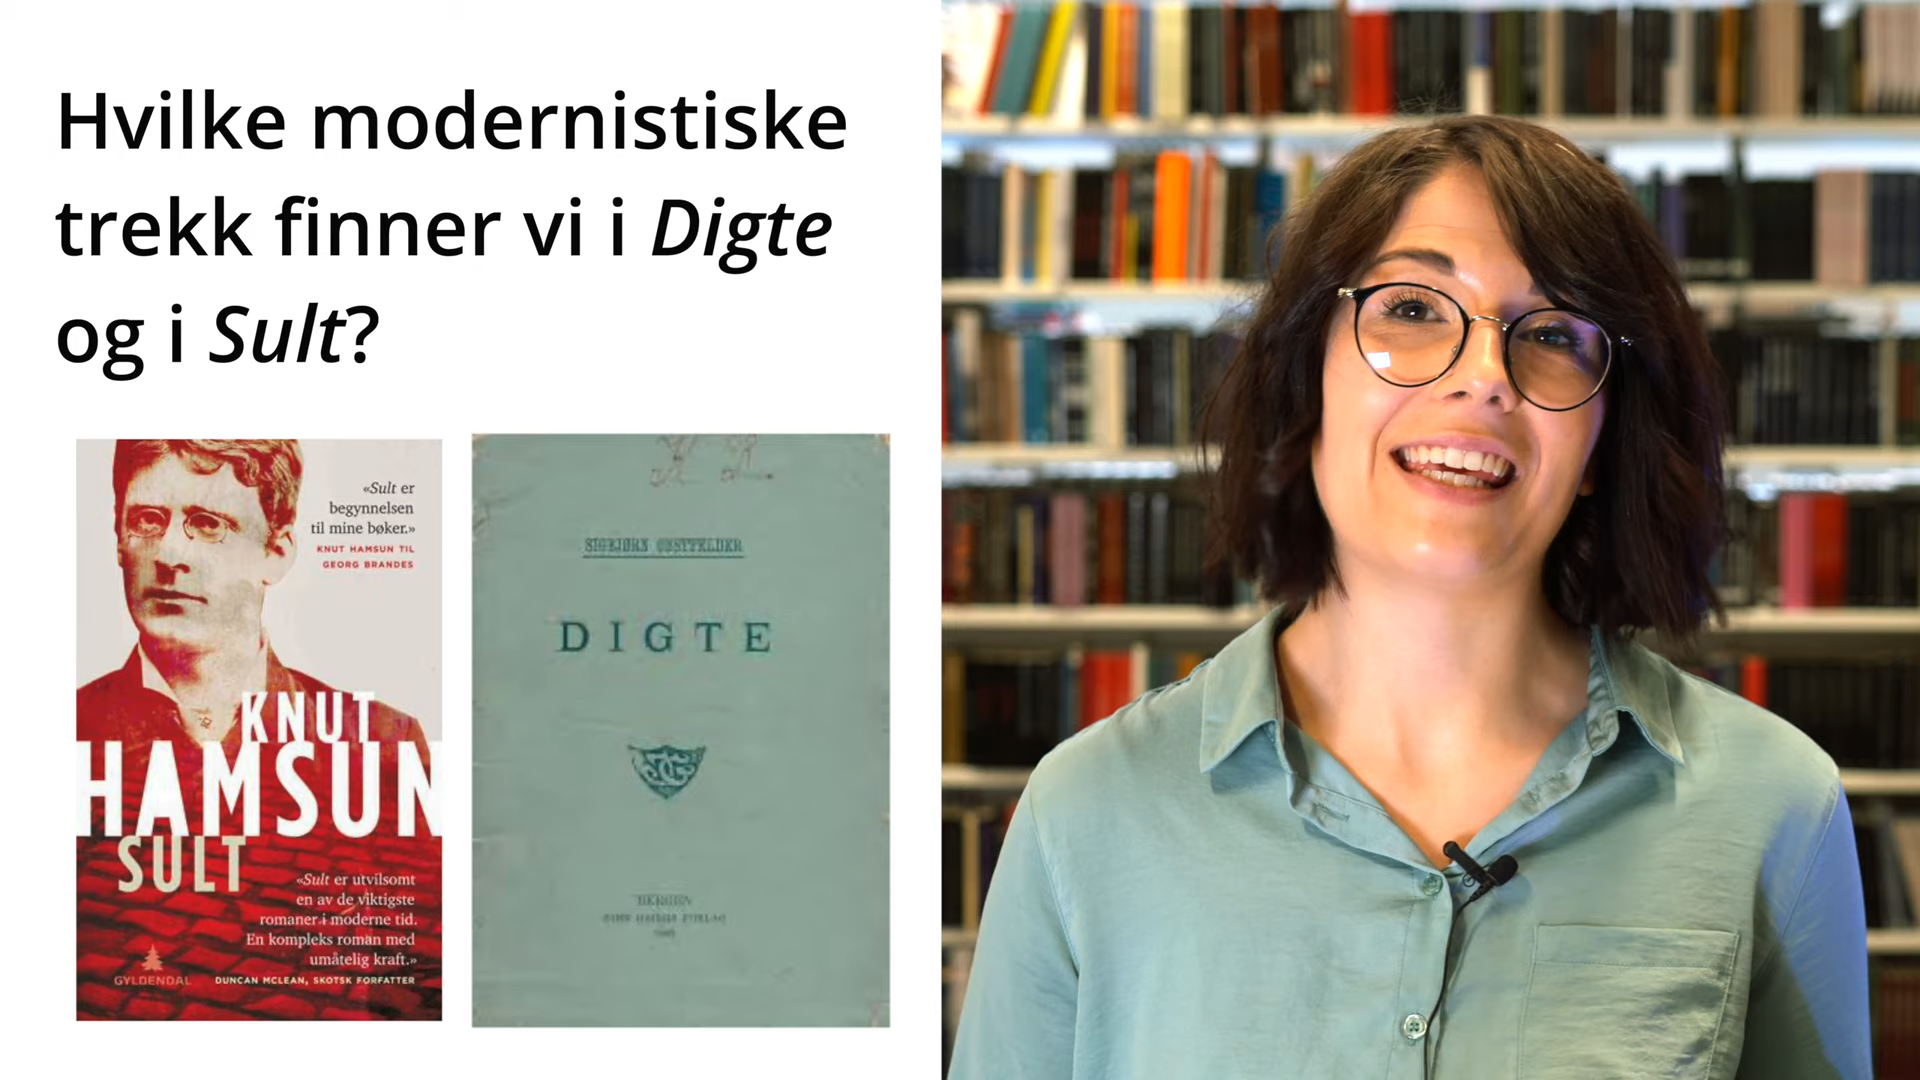 Hvilke modernistiske
trekk finner vi i Digte
og i Sult?
«Sult er
begynnelsen
til mine bøker.»
KNUT HAMSUN TIL
GEORG BRANDES
KNUT
HAMSUN
SULT
«Sult er utvilsomt
en av de viktigste
romaner i moderne tid.
En kompleks roman med
umåtelig kraft.»
DUNCAN MCLEAN, SKOTSK FORFATTER
GYLDENDAL
SIGBJØRN OBSTFELDER
DIGTE
BERGEN